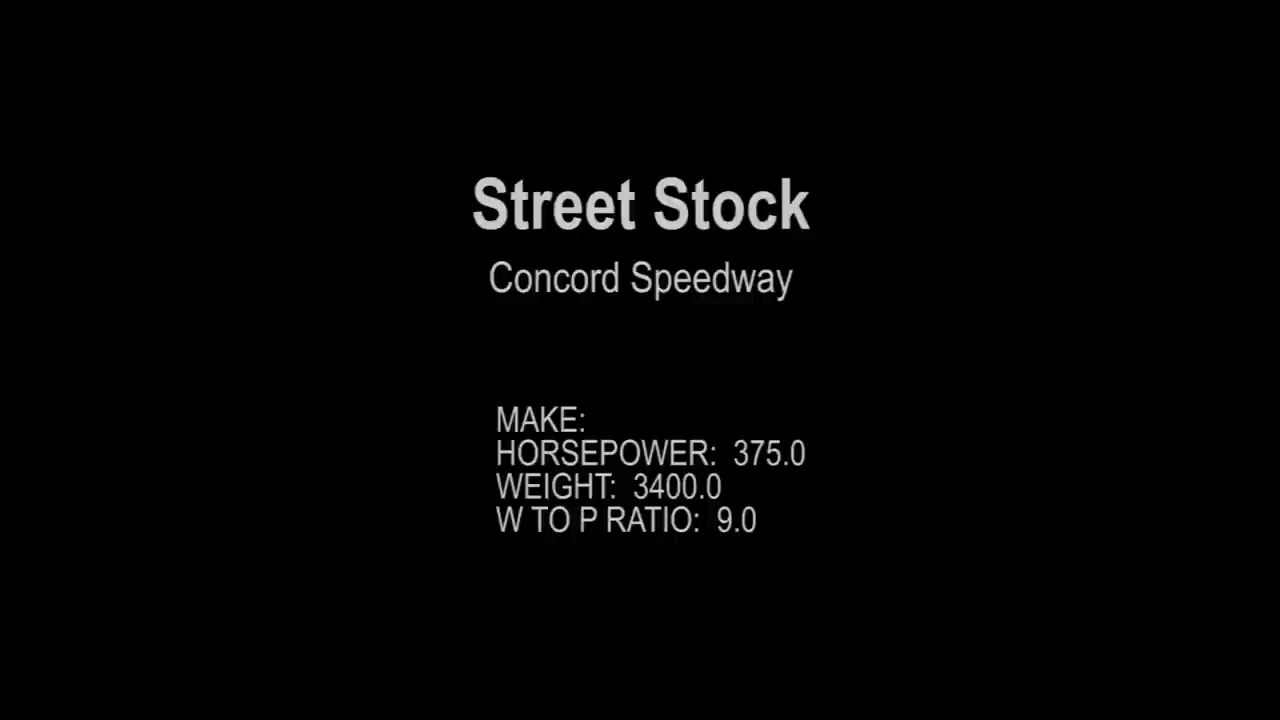 Street Stock
Concord Speedway
MAKE:
HORSEPOWER: 375.0
WEIGHT: 3400.0
W TO P RATIO: 9.0